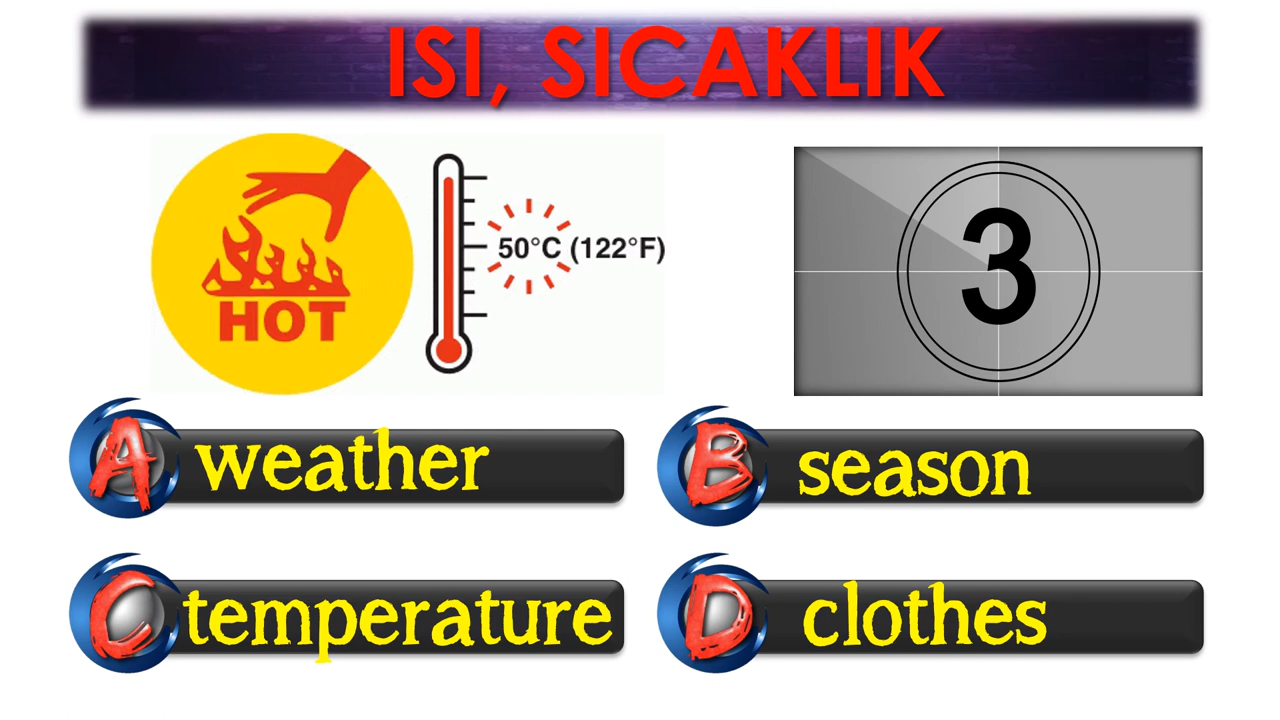 ISI, SICAKLIK
HOT
50°C (122°F)
3
A weather
B season
C temperature
D clothes